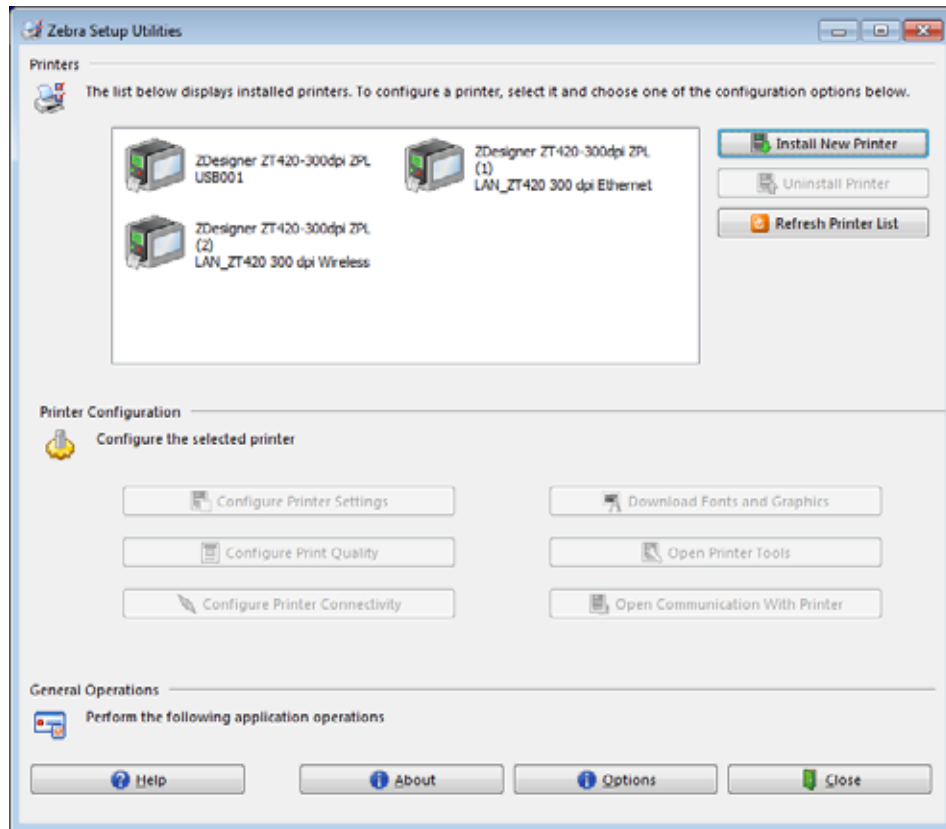 Zebra Setup Utilities
Printers
The list below displays installed printers. To configure a printer, select it and choose one of the configuration options below.
ZDesigner ZT420-300dpi ZPL
USB001
ZDesigner ZT420-300dpi ZPL
(1)
LAN_ZT420 300 dpi Ethernet
ZDesigner ZT420-300dpi ZPL
(2)
LAN_ZT420 300 dpi Wireless
Install New Printer
Uninstall Printer
Refresh Printer List
Printer Configuration
Configure the selected printer
Configure Printer Settings
Download Fonts and Graphics
Configure Print Quality
Open Printer Tools
Configure Printer Connectivity
Open Communication With Printer
General Operations
Perform the following application operations
Help
About
Options
Close